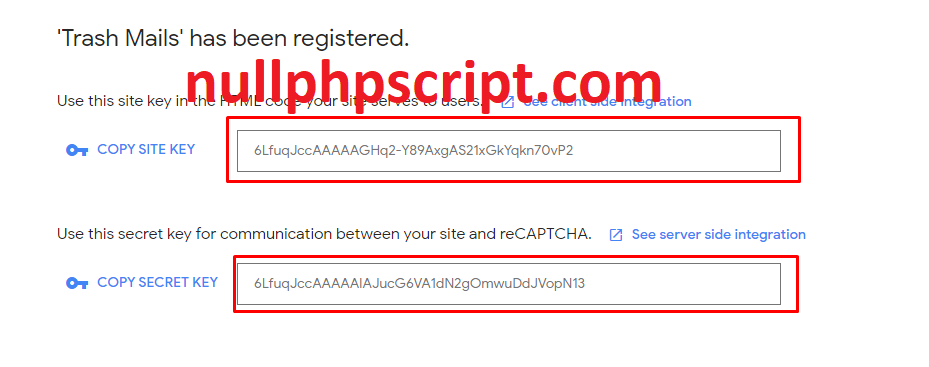 'Trash Mails' has been registered.
nullphpscript.com
Use this site key in the HTML code your site serves to users. See client side integration
COPY SITE KEY 6LfuqJccAAAAAGHq2-Y89AxgAS21xGkYqkn70vP2
Use this secret key for communication between your site and reCAPTCHA. See server side integration
COPY SECRET KEY 6LfuqJccAAAAAIAJucG6VA1dN2gOmwuDdJVopN13